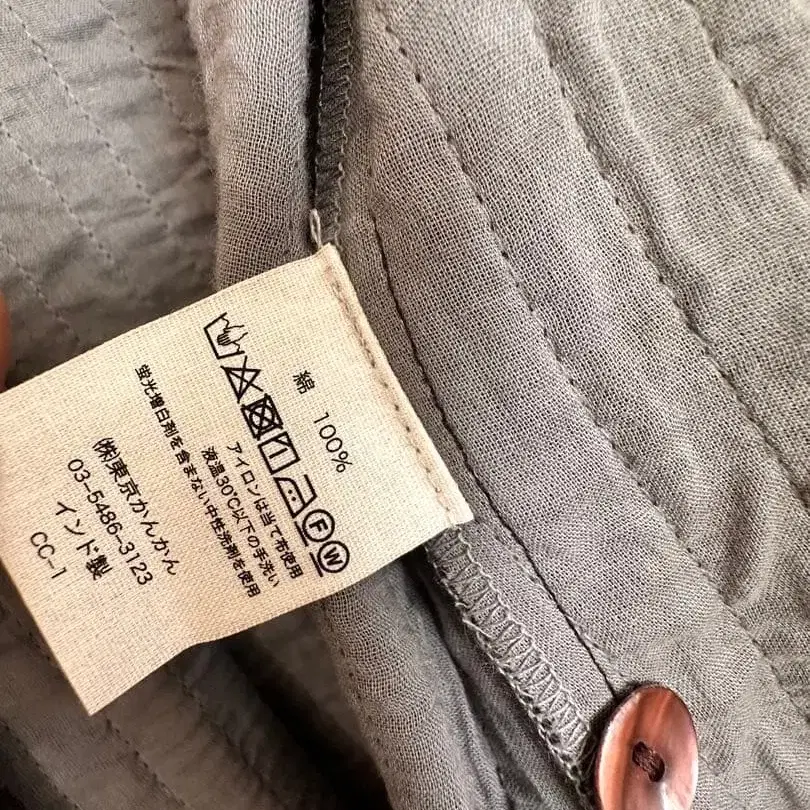 綿 100%
F W
アイロンは当て布使用
液温30℃以下の手洗い
蛍光増白剤を含まない中性洗剤を使用
㈱東京かんかん
03-5486-3123
インド製
CC-1